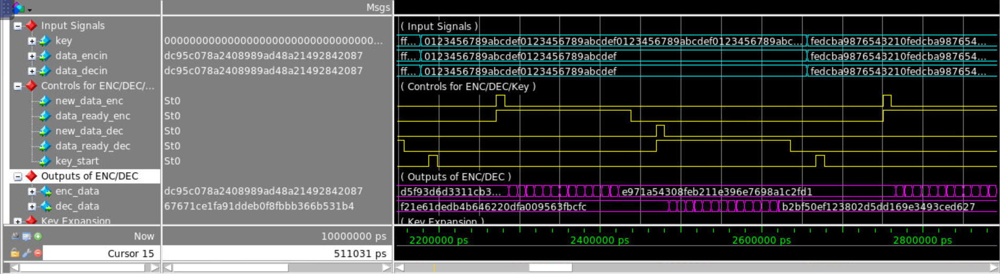 Msgs
Input Signals ( Input Signals )
key 00000000000000000000000000000000... ff... 0123456789abcdef0123456789abcdef0123456789abcdef0123456789abc... fedcba9876543210fedcba987654...
data_encin dc95c078a2408989ad48a21492842087 ff... 0123456789abcdef0123456789abcdef fedcba9876543210fedcba987654...
data_decin dc95c078a2408989ad48a21492842087 ff... 0123456789abcdef0123456789abcdef fedcba9876543210fedcba987654...
Controls for ENC/DEC/... ( Controls for ENC/DEC/Key )
new_data_enc St0
data_ready_enc St0
new_data_dec St0
data_ready_dec St0
key_start St0
Outputs of ENC/DEC ( Outputs of ENC/DEC )
enc_data dc95c078a2408989ad48a21492842087 d5f93d6d3311cb3... e971a54308feb211e396e7698a1c2fd1
dec_data 67671ce1fa91ddeb0f8fbbb366b531b4 f21e61dedb4b646220dfa009563fbcfc b2bf50ef123802d5dd169e3493ced627
Key Expansion ( Key Expansion )
Now 10000000 ps 2200000 ps 2400000 ps 2600000 ps 2800000 ps
Cursor 15 511031 ps